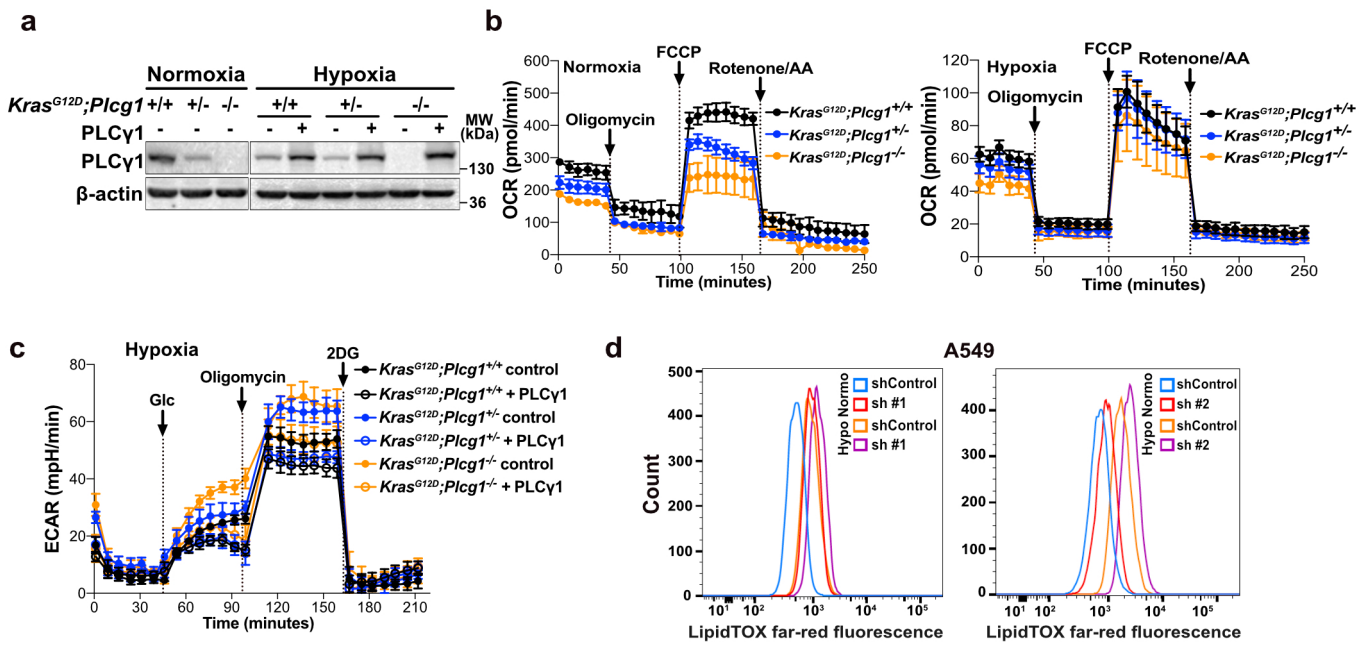 a
Normoxia Hypoxia
Kras^G12D;Plcg1 +/+ +/- -/- +/+ +/- -/-
MW
(kDa)
PLCγ1 - - - - + - + - +
PLCγ1
-130
β-actin
-36
b
Normoxia
Oligomycin
FCCP
Rotenone/AA
Kras^G12D;Plcg1^+/+
Kras^G12D;Plcg1^+/-
Kras^G12D;Plcg1^-/-
OCR (pmol/min)
600
500
400
300
200
100
0
0 50 100 150 200 250
Time (minutes)
Hypoxia
Oligomycin
FCCP
Rotenone/AA
Kras^G12D;Plcg1^+/+
Kras^G12D;Plcg1^+/-
Kras^G12D;Plcg1^-/-
OCR (pmol/min)
120
100
80
60
40
20
0
0 50 100 150 200 250
Time (minutes)
c
Hypoxia
Glc
Oligomycin
2DG
Kras^G12D;Plcg1^+/+ control
Kras^G12D;Plcg1^+/+ + PLCγ1
Kras^G12D;Plcg1^+/- control
Kras^G12D;Plcg1^+/- + PLCγ1
Kras^G12D;Plcg1^-/- control
Kras^G12D;Plcg1^-/- + PLCγ1
ECAR (mpH/min)
80
60
40
20
0
0 30 60 90 120 150 180 210
Time (minutes)
d
A549
Count
500
400
300
200
100
0
10^1 10^2 10^3 10^4 10^5
LipidTOX far-red fluorescence
Hypo Normo
shControl
sh #1
shControl
sh #1
400
300
200
100
0
10^1 10^2 10^3 10^4 10^5
LipidTOX far-red fluorescence
Hypo Normo
shControl
sh #2
shControl
sh #2